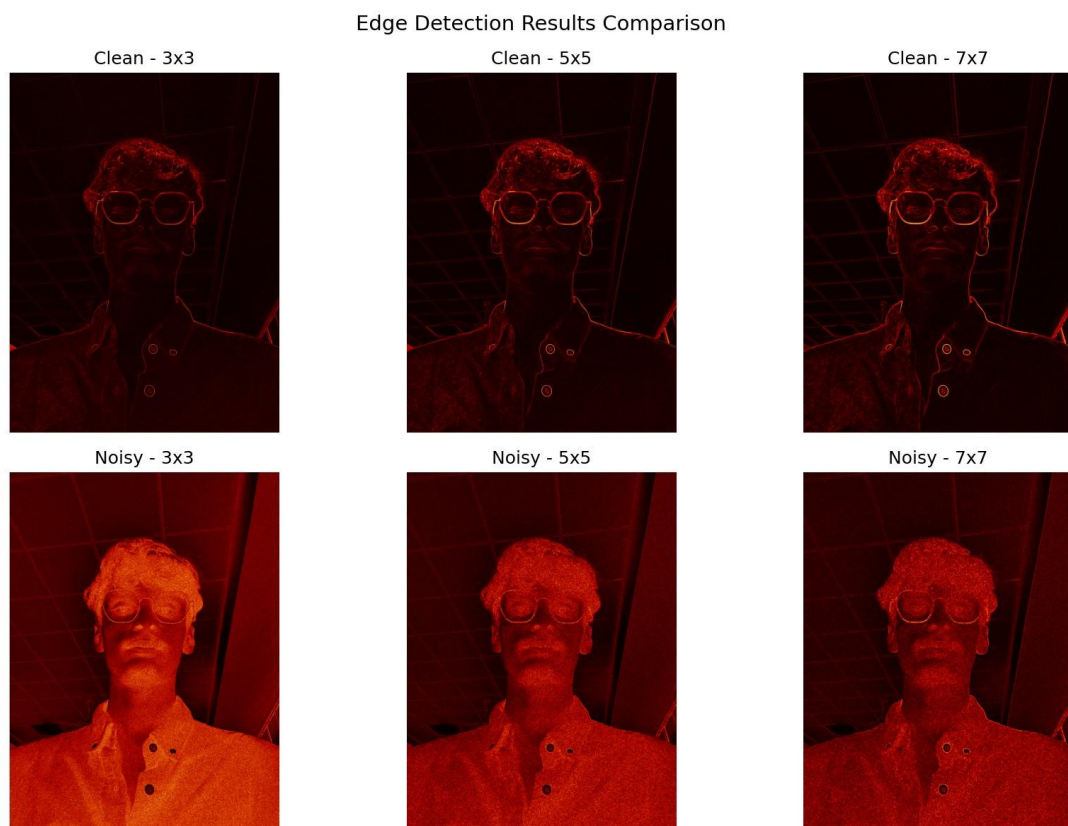 Edge Detection Results Comparison
Clean - 3x3
Clean - 5x5
Clean - 7x7
Noisy - 3x3
Noisy - 5x5
Noisy - 7x7